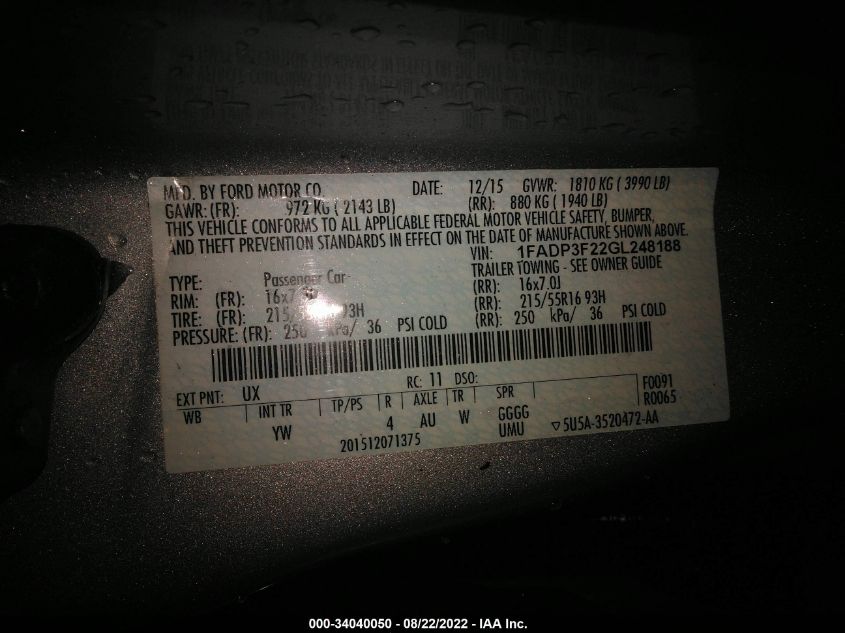 MFD. BY FORD MOTOR CO. DATE: 12/15 GVWR: 1810 KG ( 3990 LB)
GAWR: (FR): 972 KG ( 2143 LB) (RR): 880 KG ( 1940 LB)
THIS VEHICLE CONFORMS TO ALL APPLICABLE FEDERAL MOTOR VEHICLE SAFETY, BUMPER,
AND THEFT PREVENTION STANDARDS IN EFFECT ON THE DATE OF MANUFACTURE SHOWN ABOVE.
VIN: 1FADP3F22GL248188
TYPE: Passenger Car TRAILER TOWING - SEE OWNER GUIDE
RIM: (FR): 16x7. (RR): 16x7.0J
TIRE: (FR): 215/ 93H (RR): 215/55R16 93H
PRESSURE: (FR): 250 kPa/ 36 PSI COLD (RR): 250 kPa/ 36 PSI COLD
RC: 11 DSO:
EXT PNT: UX F0091
WB INT TR TP/PS R AXLE TR SPR R0065
YW 4 AU W GGGG
UMU
201512071375 5U5A-3520472-AA
000-34040050 - 08/22/2022 - IAA Inc.